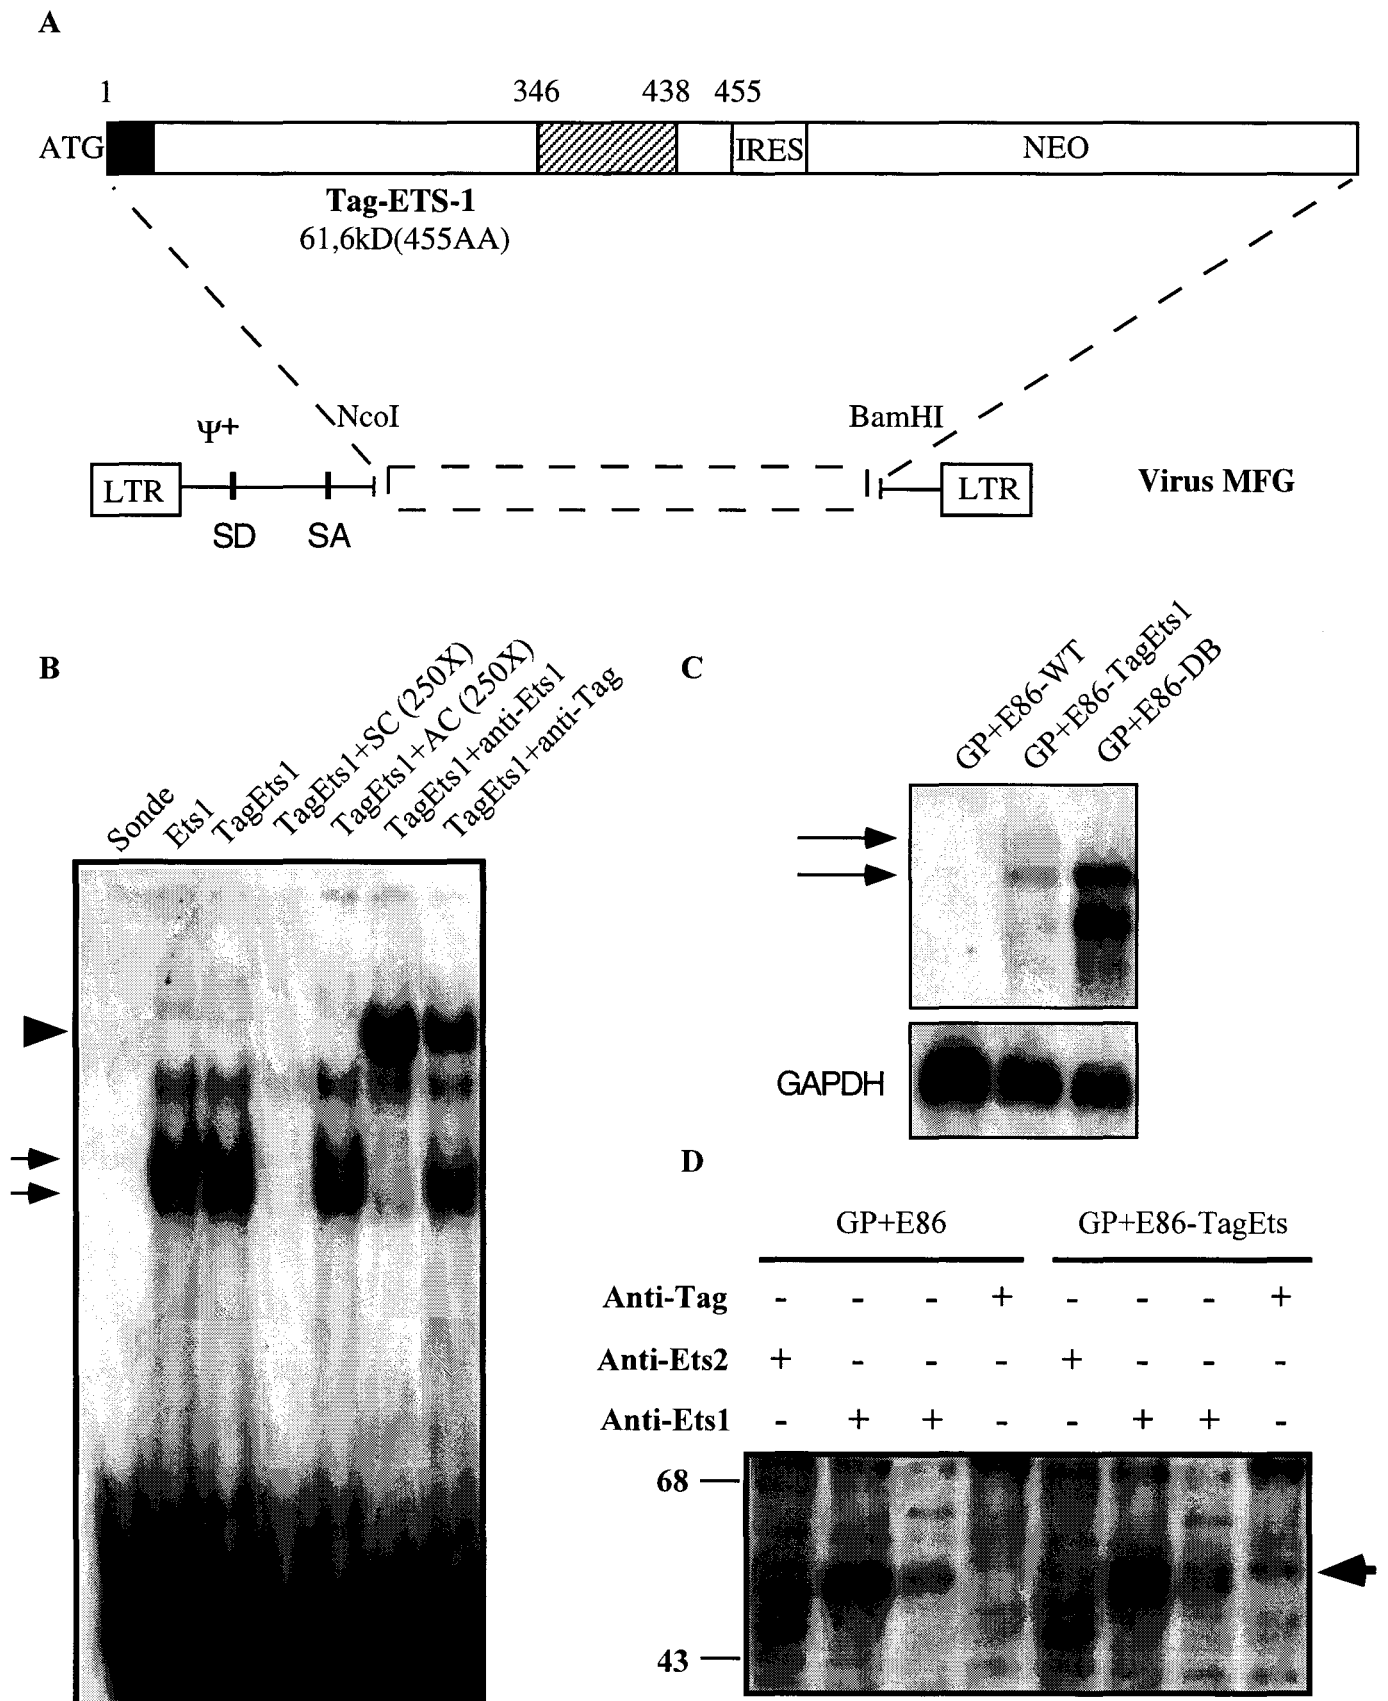 A
1 346 438 455
ATG IRES NEO
Tag-ETS-1
61,6kD(455AA)
Ψ+ NcoI BamHI
LTR LTR Virus MFG
SD SA
B
Sonde
Ets1
TagEts1
TagEts1+SC (250X)
TagEts1+AC (250X)
TagEts1+anti-Ets1
TagEts1+anti-Tag
C
GP+E86-WT
GP+E86-TagEts1
GP+E86-DB
GAPDH
D
GP+E86 GP+E86-TagEts
Anti-Tag - - - + - - - +
Anti-Ets2 + - - - + - - -
Anti-Ets1 - + + - - + + -
68
43